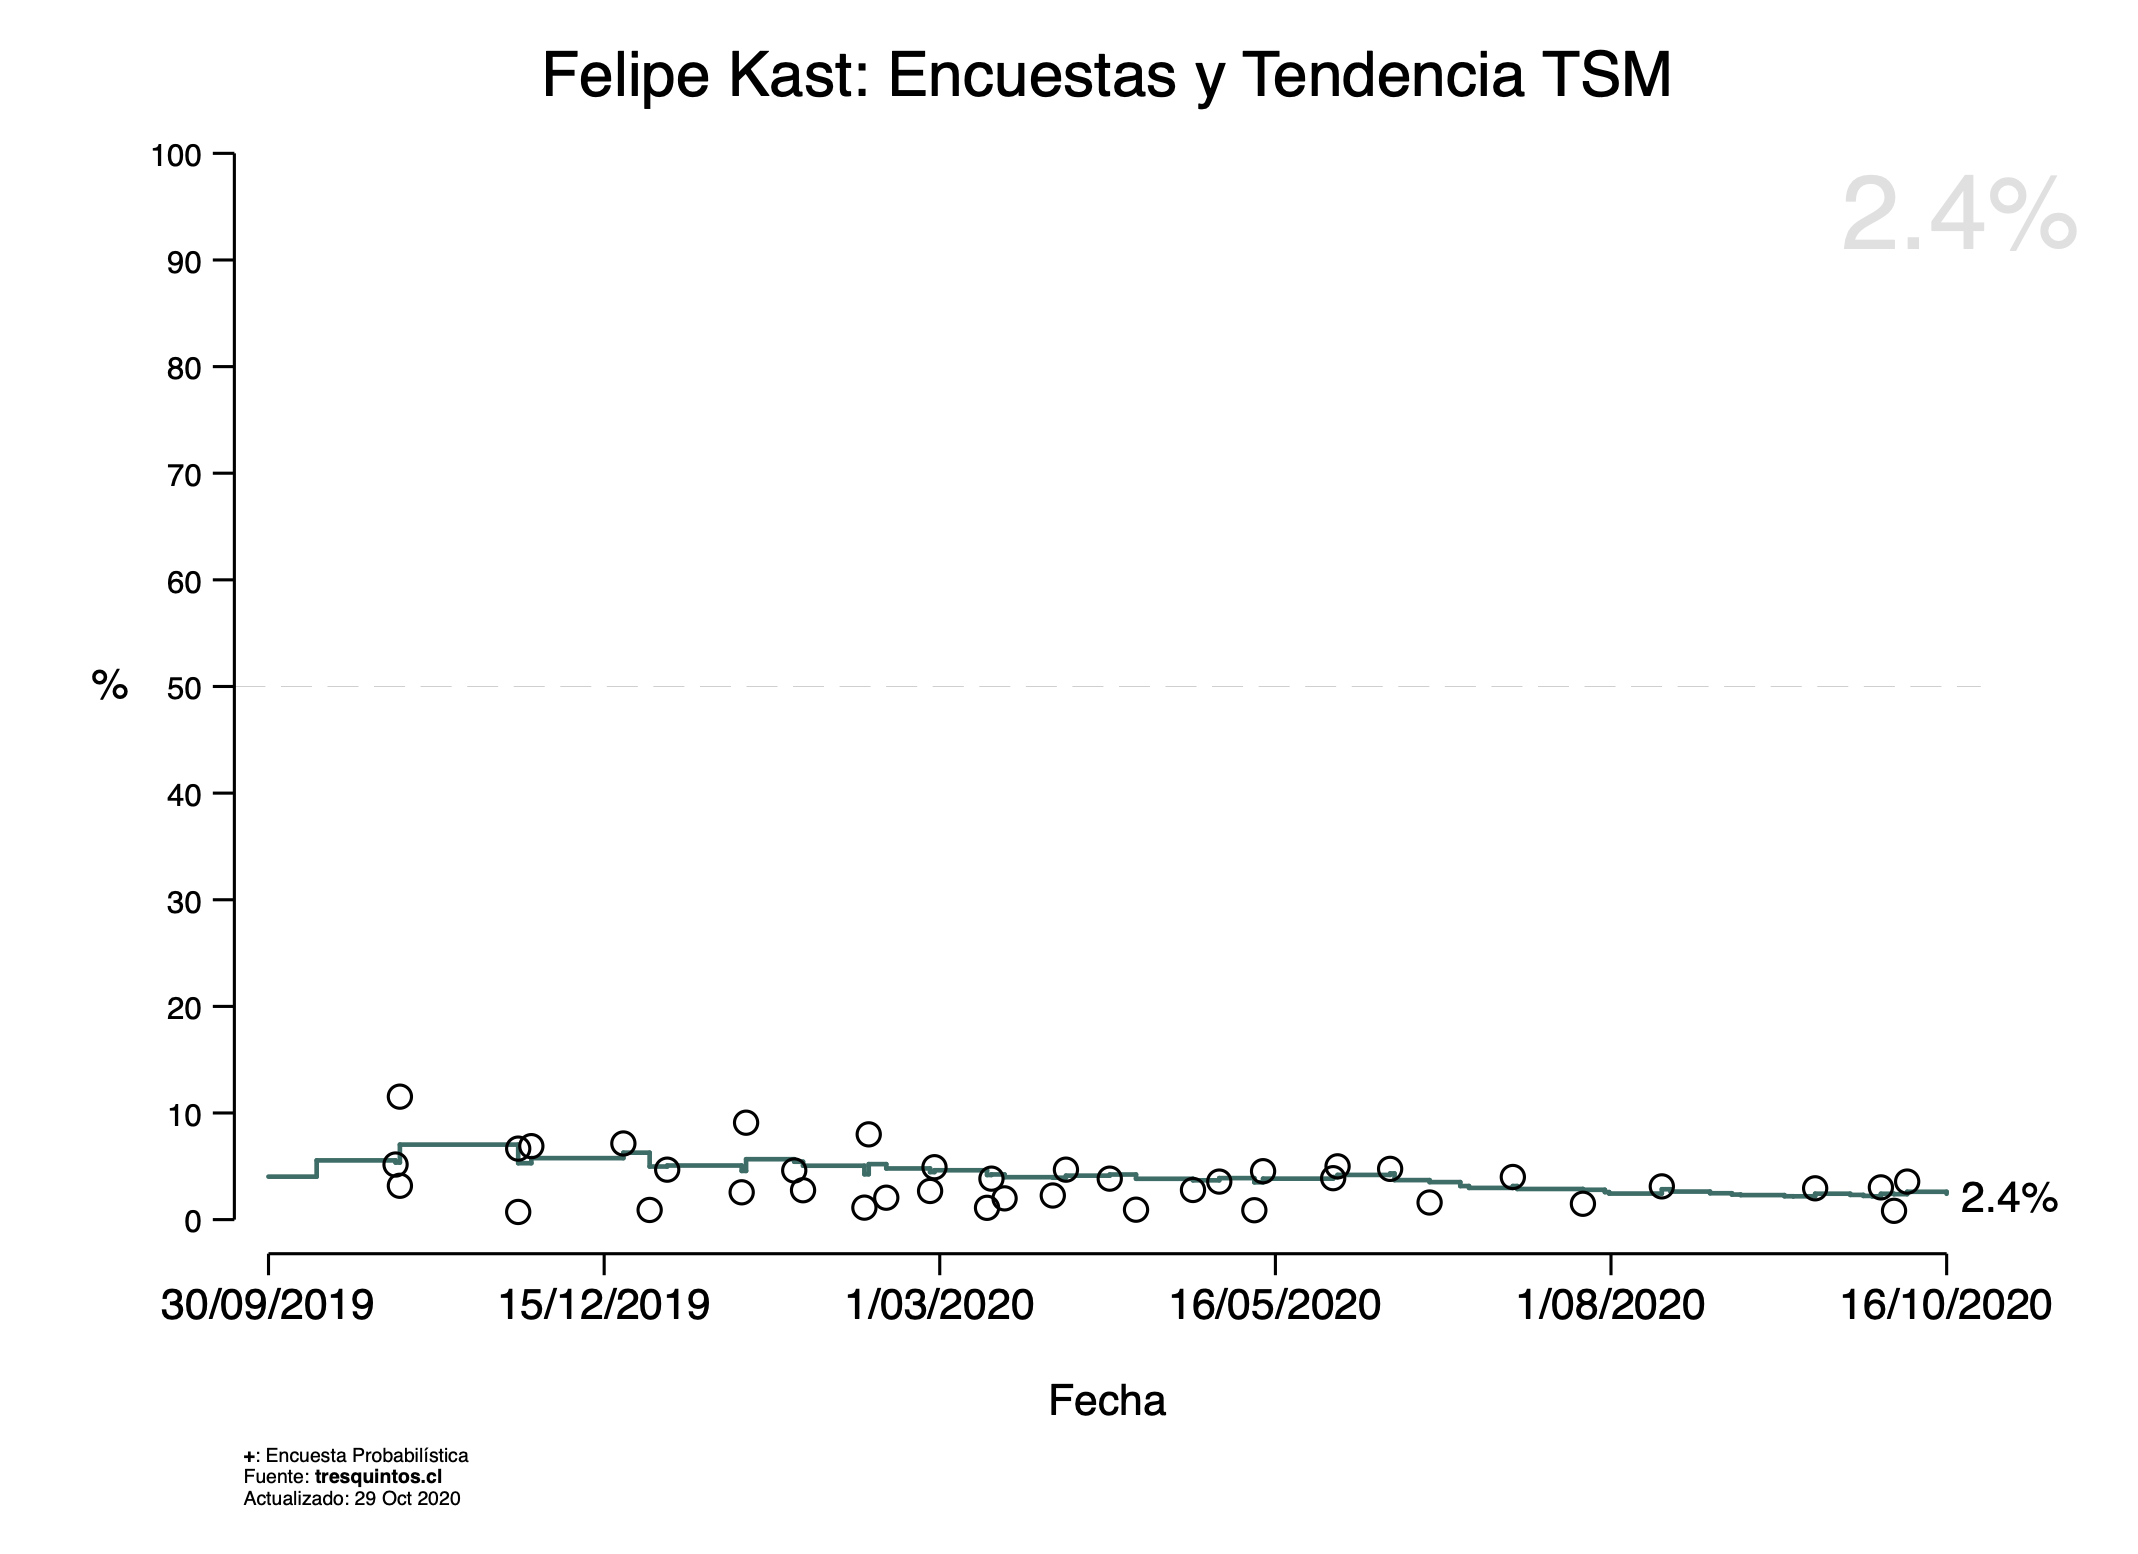 Felipe Kast: Encuestas y Tendencia TSM
2.4%
100
90
80
70
60
50
40
30
20
10
0
%
2.4%
30/09/2019 15/12/2019 1/03/2020 16/05/2020 1/08/2020 16/10/2020
Fecha
+: Encuesta Probabilística
Fuente: tresquintos.cl
Actualizado: 29 Oct 2020